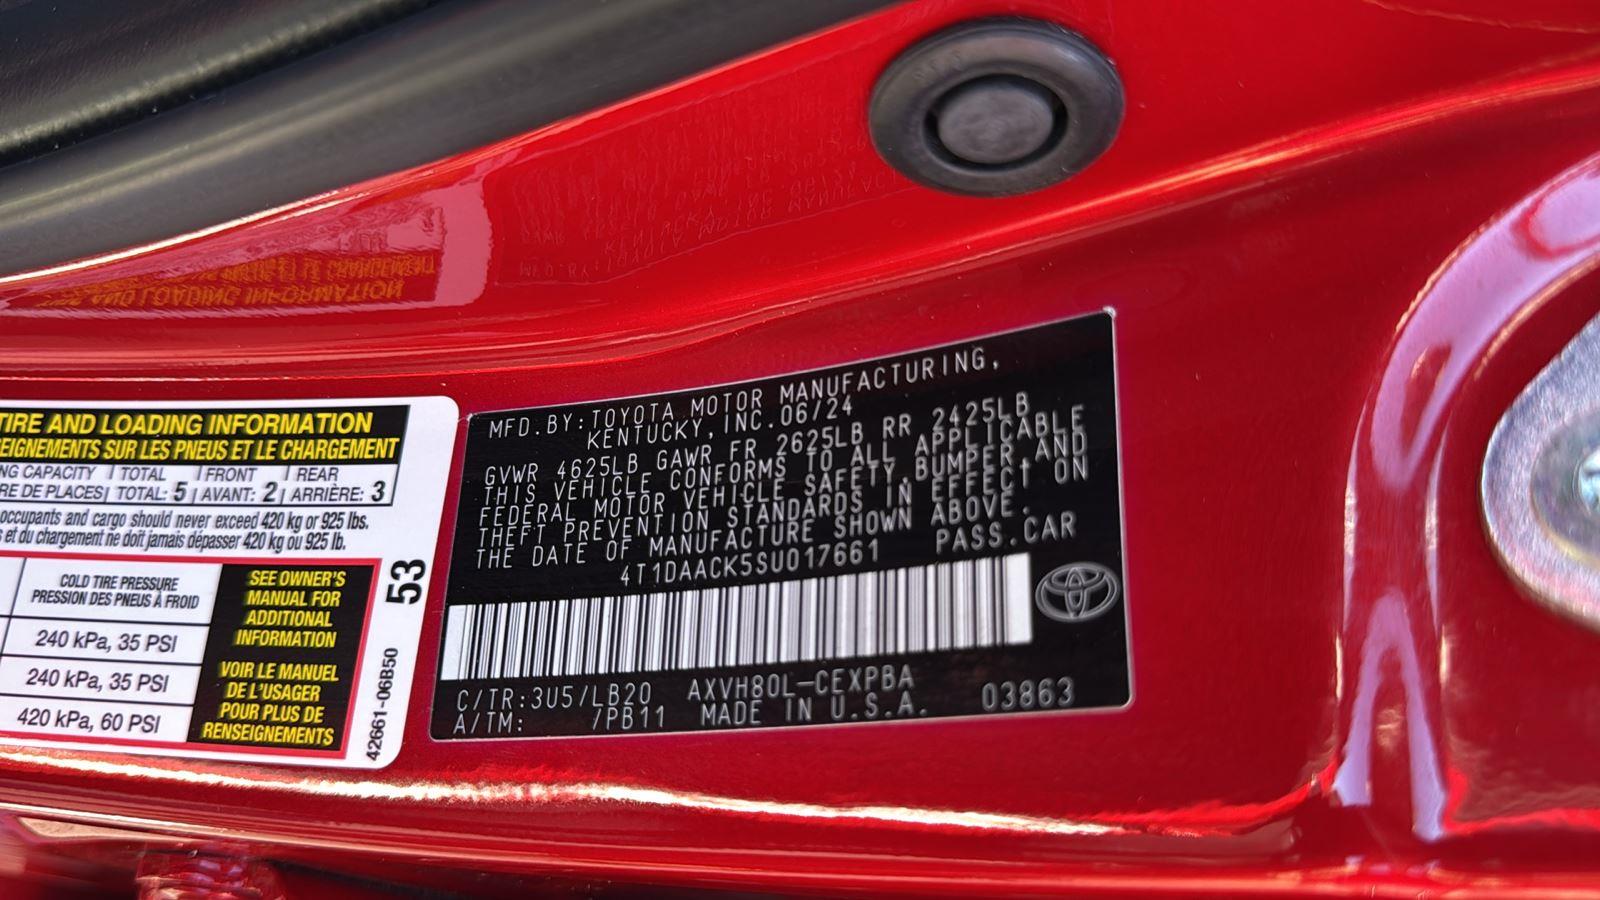 TIRE AND LOADING INFORMATION
SEIGNEMENTS SUR LES PNEUS ET LE CHARGEMENT
NG CAPACITY | TOTAL | FRONT | REAR
RE DE PLACES| TOTAL: 5 | AVANT: 2 | ARRIÈRE: 3
occupants and cargo should never exceed 420 kg or 925 lbs.
s et du chargement ne doit jamais dépasser 420 kg ou 925 lb.
COLD TIRE PRESSURE
PRESSION DES PNEUS À FROID
240 kPa, 35 PSI
240 kPa, 35 PSI
420 kPa, 60 PSI
SEE OWNER'S
MANUAL FOR
ADDITIONAL
INFORMATION
VOIR LE MANUEL
DE L'USAGER
POUR PLUS DE
RENSEIGNEMENTS
53
42661-06B50
MFD.BY:TOYOTA MOTOR MANUFACTURING,
KENTUCKY,INC.06/24
GVWR 4625LB GAWR FR 2625LB RR 2425LB
THIS VEHICLE CONFORMS TO ALL APPLICABLE
FEDERAL MOTOR VEHICLE SAFETY,BUMPER,AND
THEFT PREVENTION STANDARDS IN EFFECT ON
THE DATE OF MANUFACTURE SHOWN ABOVE.
4T1DAACK5SU017661 PASS.CAR
C/TR:3U5/LB20 AXVH80L-CEXPBA 03863
A/TM: /PB11 MADE IN U.S.A.